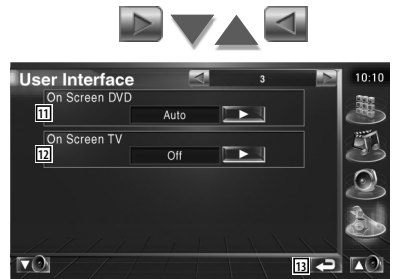 User Interface 3 10:10
On Screen DVD
11 Auto
On Screen TV
12 Off
13